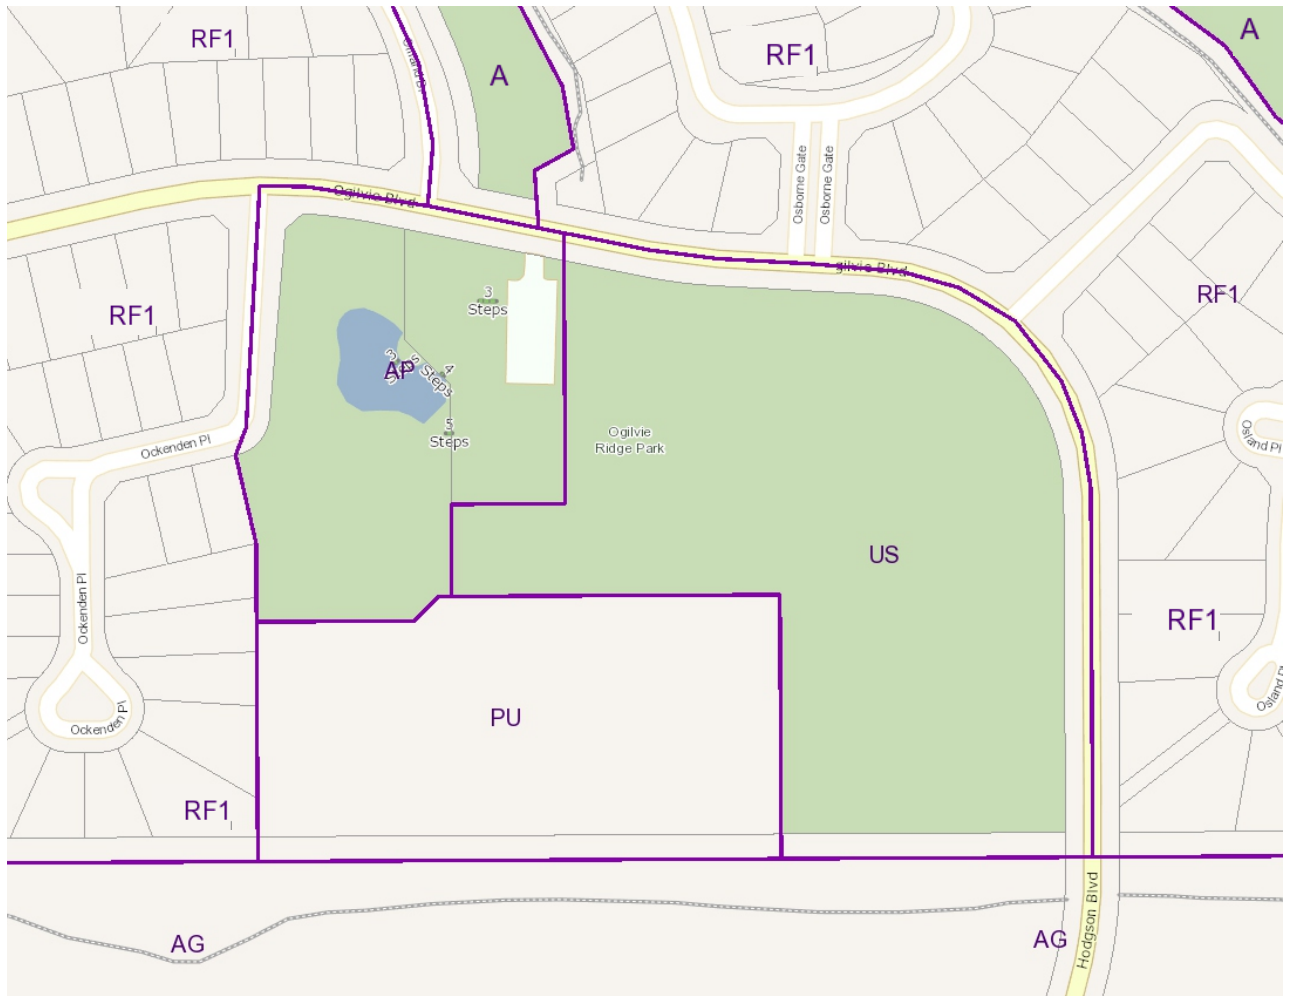 RF1
A
RF1
A
Osborne Gate
Osborne Gate
Ogilvie Blvd
gilvie Blvd
RF1
RF1
3
Steps
AP
4
Steps
5
Steps
Ogilvie
Ridge Park
Ockenden Pl
Osland Pl
US
Ockenden Pl
RF1
PU
Ockenden Pl
RF1
Hodgson Blvd
AG
AG